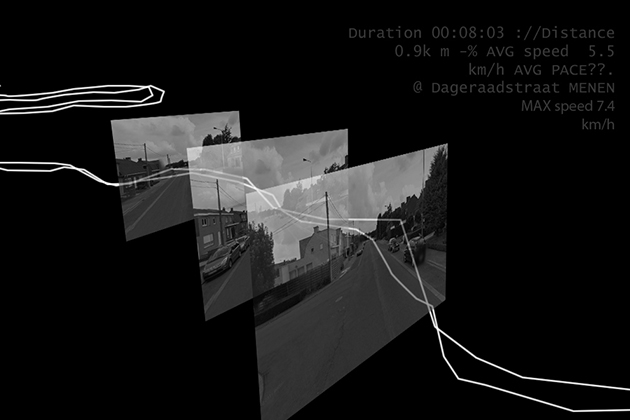 Duration 00:08:03 ://Distance
0.9k m -% AVG speed 5.5
km/h AVG PACE??.
@ Dageraadstraat MENEN
MAX speed 7.4
km/h